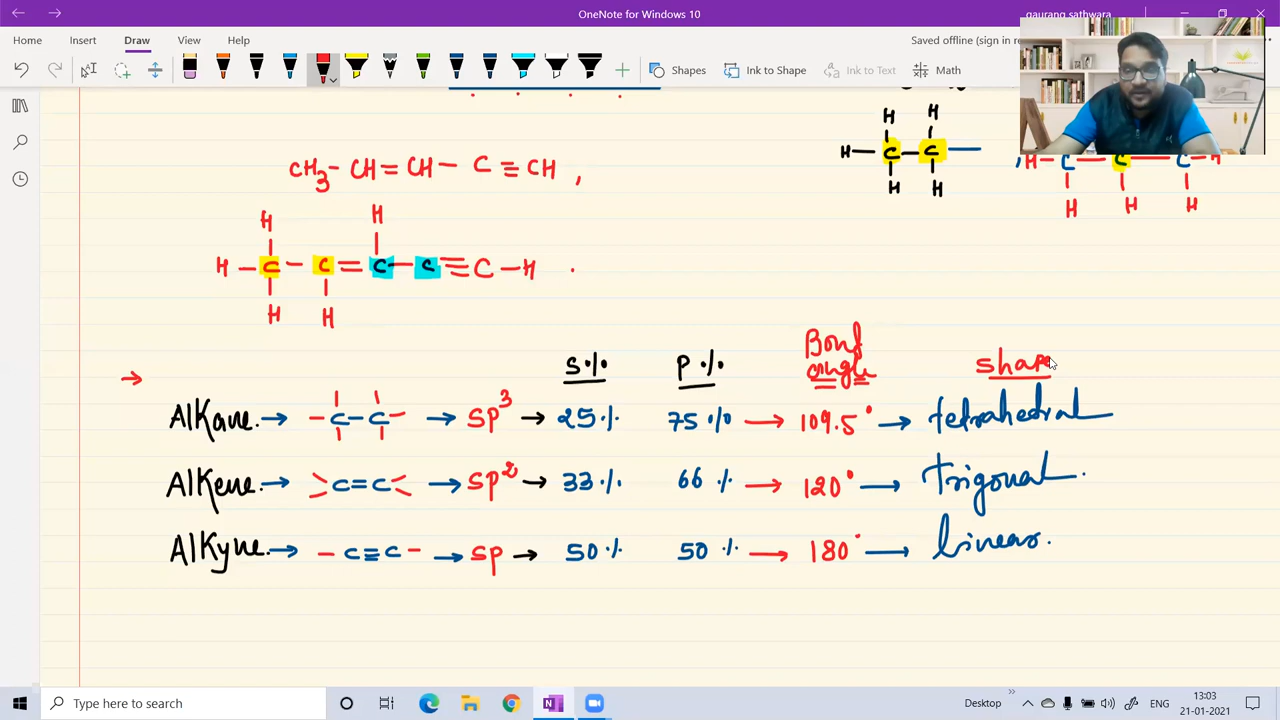 OneNote for Windows 10
gaurang sathwara
Home Insert Draw View Help
Saved offline (sign in
Shapes Ink to Shape Ink to Text Math
H H
H — C — C —
H H
H — C — C — C — H
H H H
CH3 – CH = CH – C ≡ CH ,
H H
H – C – C = C – C ≡ C – H .
H H
→ S% P% Bond angle shape
Alkane. → – C – C – → SP3 → 25% 75% → 109.5° → tetrahedral
Alkene. → > C = C < → SP2 → 33% 66% → 120° → trigonal.
Alkyne. → – C ≡ C – → SP → 50% 50% → 180° → linear.
Type here to search
Desktop
ENG
13:03
21-01-2021